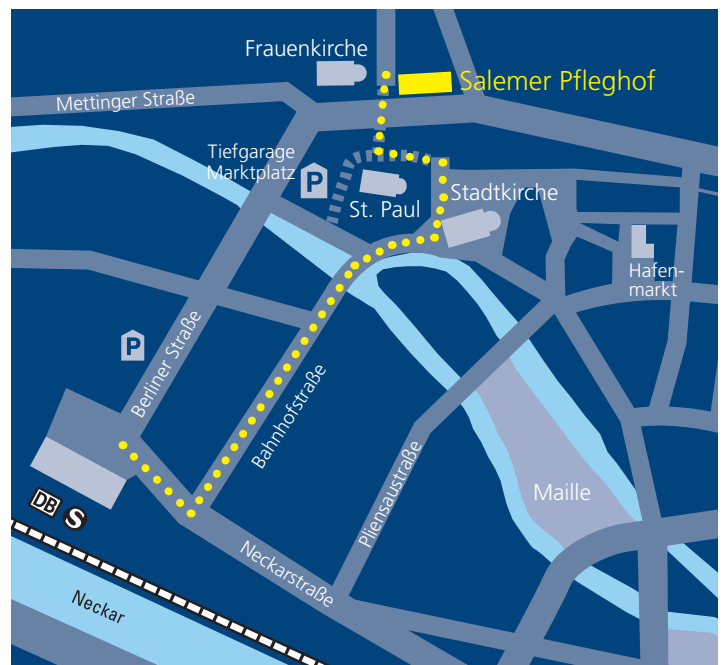 Frauenkirche
Salemer Pfleghof
Mettinger Straße
Tiefgarage
Marktplatz
P
St. Paul
Stadtkirche
Hafen-
markt
P
Berliner Straße
Bahnhofstraße
Pliensaustraße
Maille
DB
S
Neckarstraße
Neckar